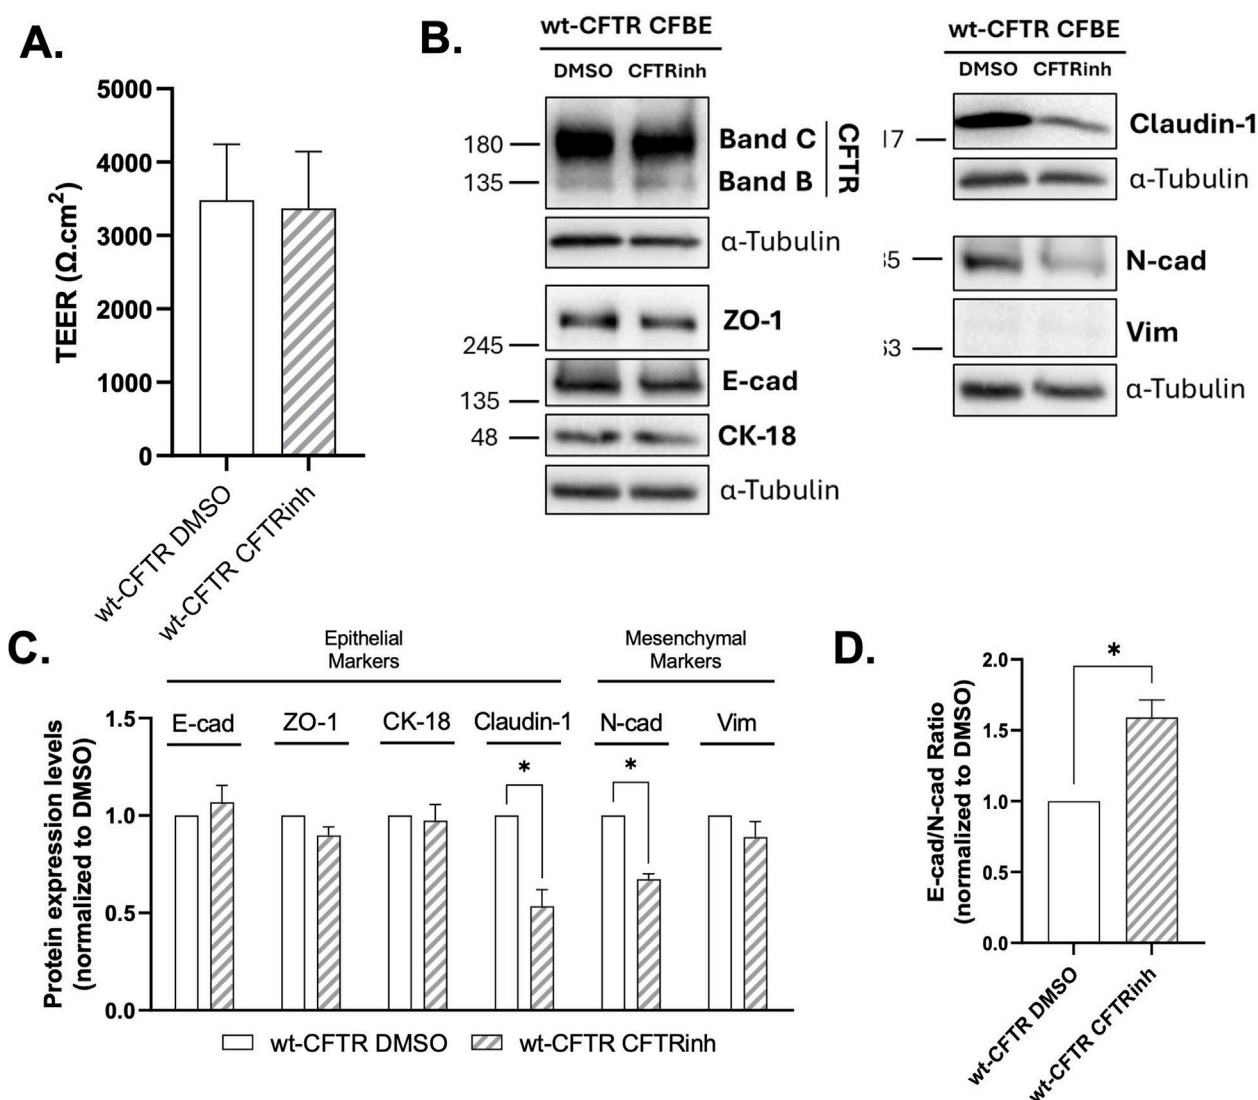 A.
5000
4000
3000
2000
1000
0
TEER (Ω.cm²)
wt-CFTR DMSO
wt-CFTR CFTRinh
B.
wt-CFTR CFBE
DMSO CFTRinh
180
135
Band C
Band B
CFTR
α-Tubulin
245
ZO-1
E-cad
135
48
CK-18
α-Tubulin
wt-CFTR CFBE
DMSO CFTRinh
17
Claudin-1
α-Tubulin
N-cad
Vim
α-Tubulin
C.
Epithelial
Markers
Mesenchymal
Markers
E-cad ZO-1 CK-18 Claudin-1 N-cad Vim
* *
1.5
1.0
0.5
0.0
Protein expression levels
(normalized to DMSO)
wt-CFTR DMSO wt-CFTR CFTRinh
D.
*
2.0
1.5
1.0
0.5
0.0
E-cad/N-cad Ratio
(normalized to DMSO)
wt-CFTR DMSO
wt-CFTR CFTRinh